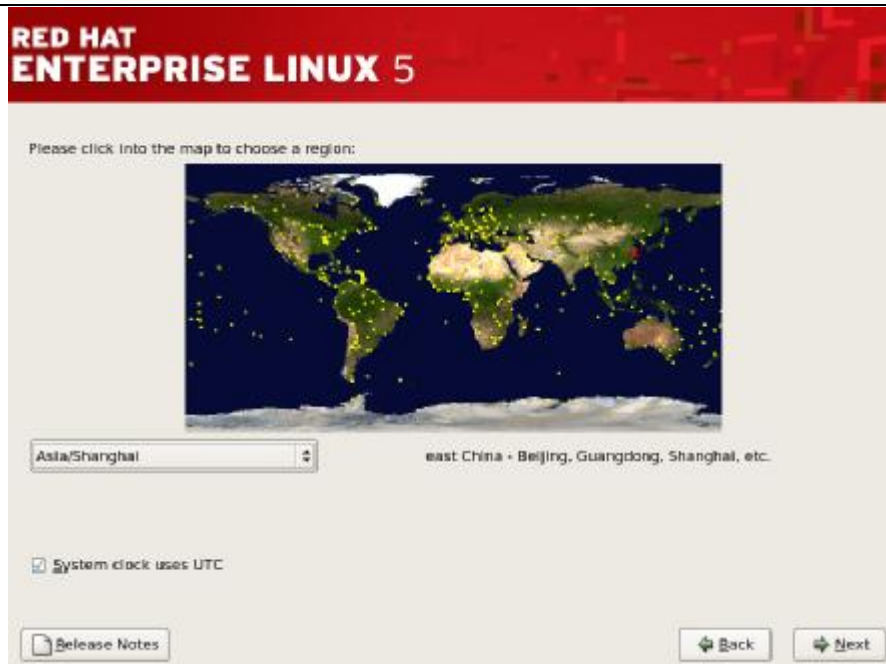 RED HAT
ENTERPRISE LINUX 5
Please click into the map to choose a region:
Asia/Shanghai
east China - Beijing, Guangdong, Shanghai, etc.
System clock uses UTC
Release Notes
Back
Next